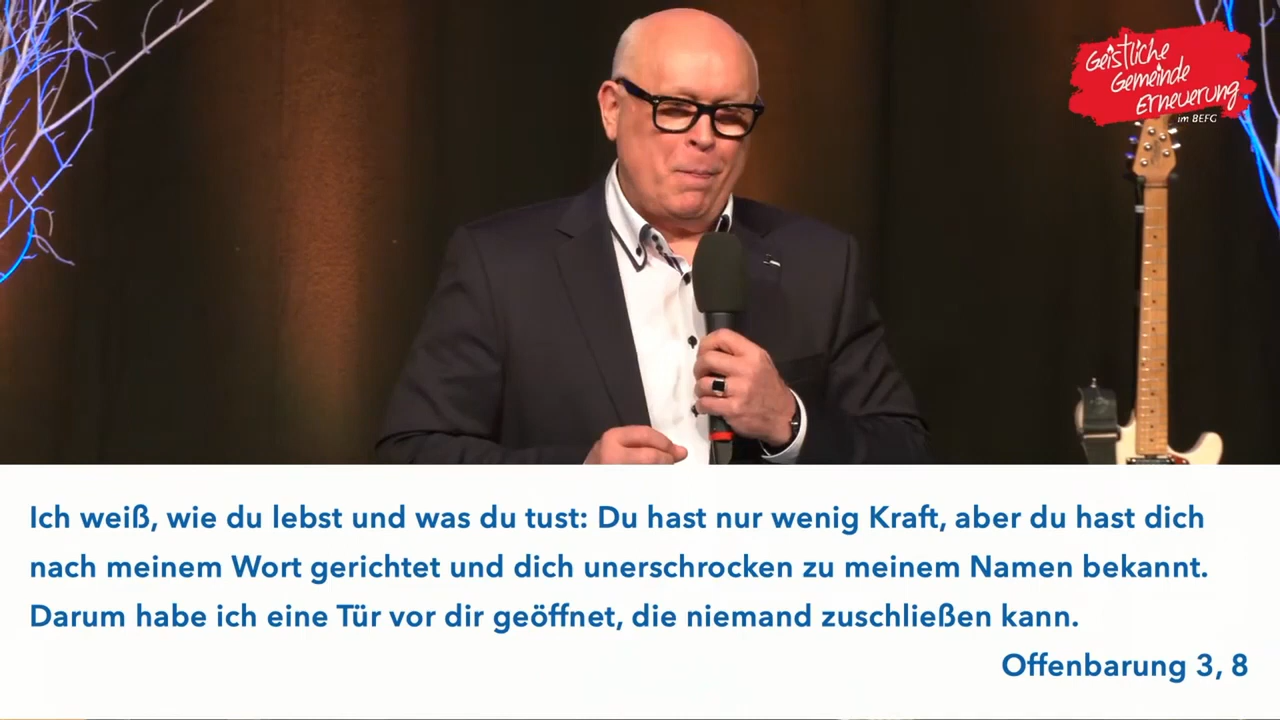 Geistliche
Gemeinde
Erneuerung
im BEFG
Ich weiß, wie du lebst und was du tust: Du hast nur wenig Kraft, aber du hast dich
nach meinem Wort gerichtet und dich unerschrocken zu meinem Namen bekannt.
Darum habe ich eine Tür vor dir geöffnet, die niemand zuschließen kann.
Offenbarung 3, 8